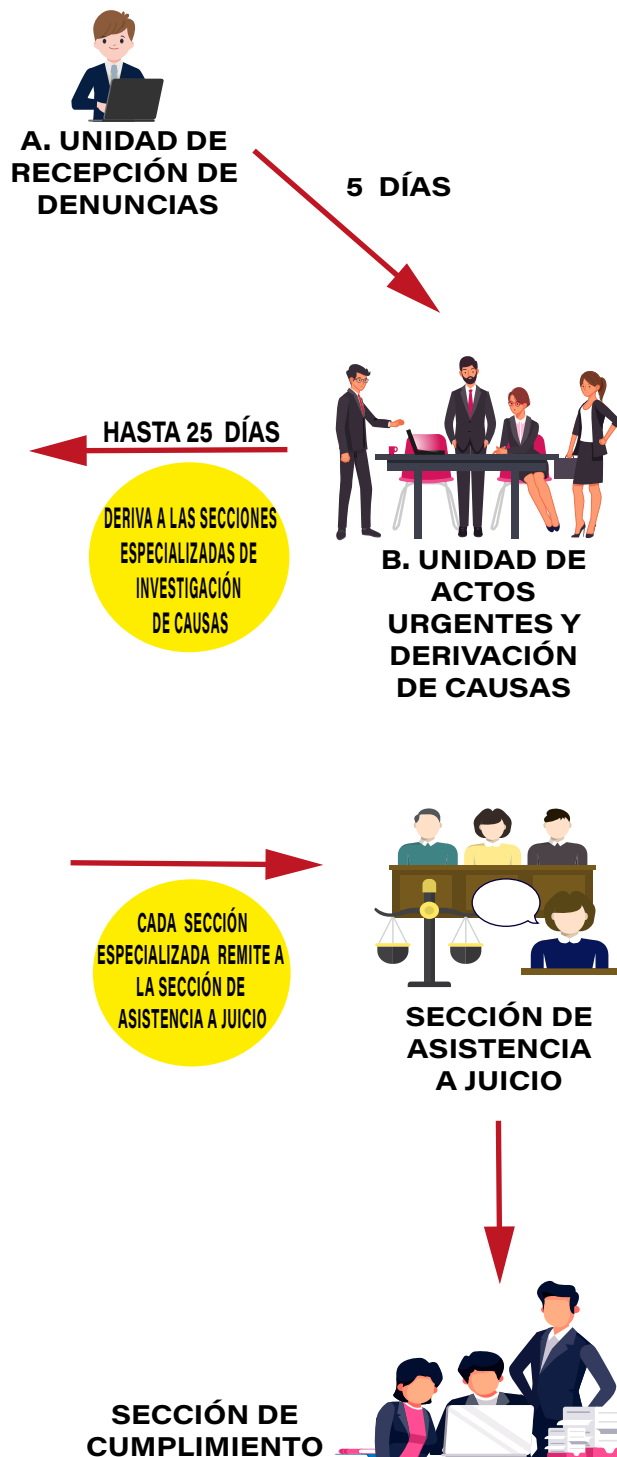 A. UNIDAD DE
RECEPCIÓN DE
DENUNCIAS
5 DÍAS
HASTA 25 DÍAS
DERIVA A LAS SECCIONES
ESPECIALIZADAS DE
INVESTIGACIÓN
DE CAUSAS
B. UNIDAD DE
ACTOS
URGENTES Y
DERIVACIÓN
DE CAUSAS
CADA SECCIÓN
ESPECIALIZADA REMITE A
LA SECCIÓN DE
ASISTENCIA A JUICIO
SECCIÓN DE
ASISTENCIA
A JUICIO
SECCIÓN DE
CUMPLIMIENTO